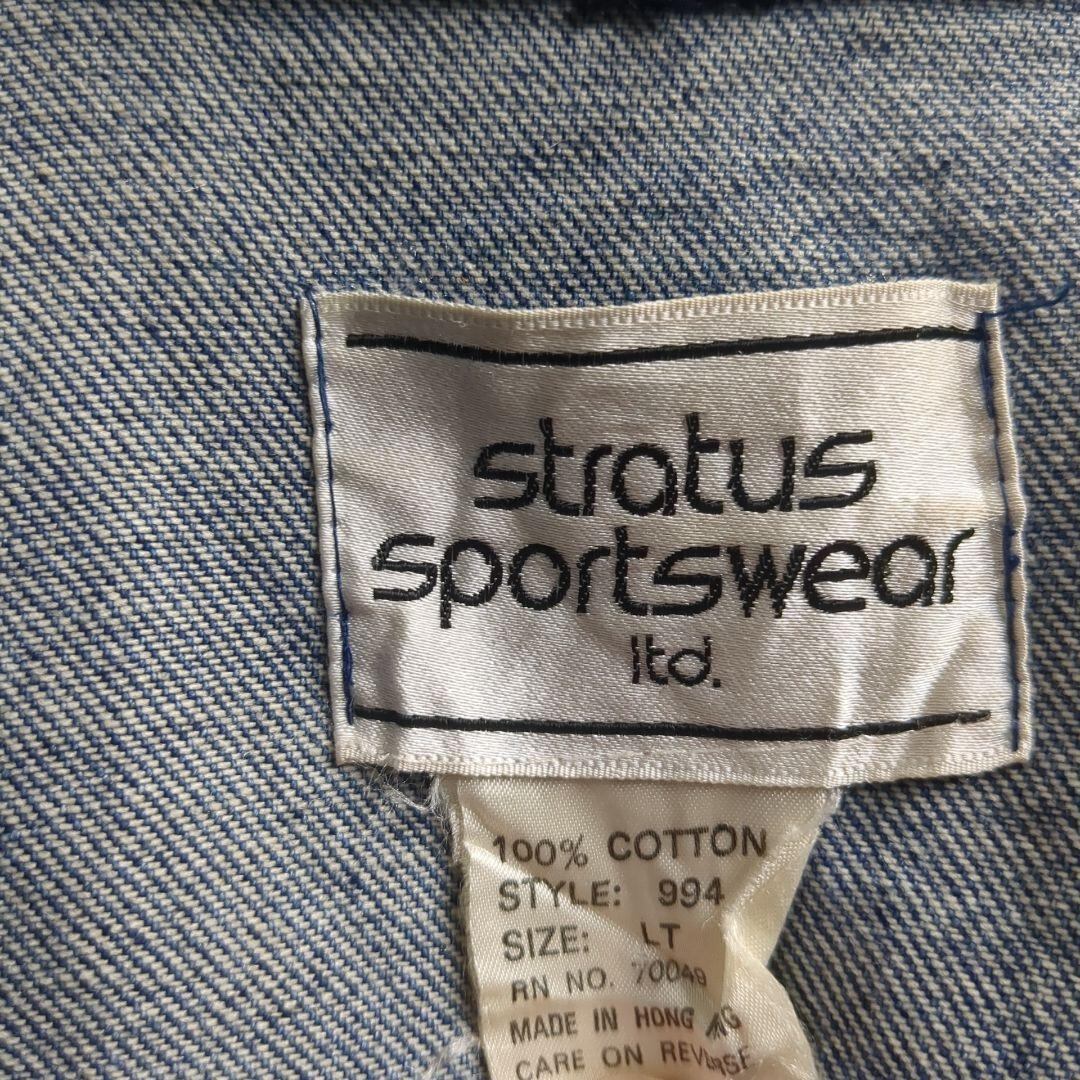 stratus
sportswear
ltd.
100% COTTON
STYLE: 994
SIZE: LT
RN NO. 70049
MADE IN HONG KONG
CARE ON REVERSE